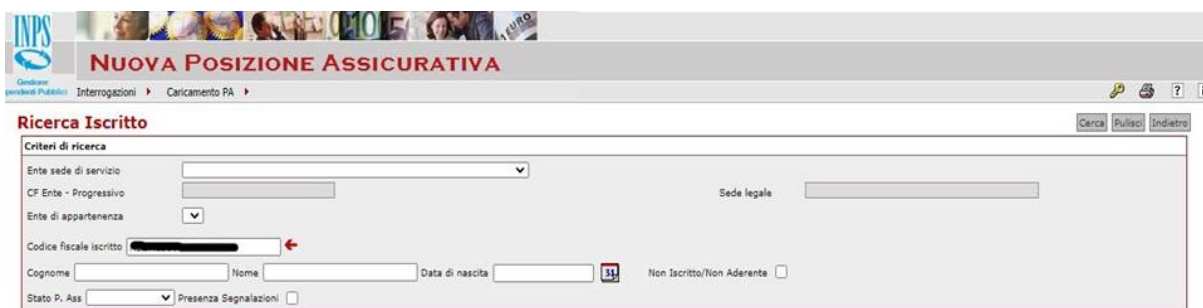 INPS
NUOVA POSIZIONE ASSICURATIVA
Gestione
pendenti Pubblici
Interrogazioni Caricamento PA ?
Ricerca Iscritto Cerca Pulisci Indietro
Criteri di ricerca
Ente sede di servizio
CF Ente - Progressivo Sede legale
Ente di appartenenza
Codice fiscale iscritto
Cognome Nome Data di nascita 31 Non Iscritto/Non Aderente
Stato P. Ass Presenza Segnalazioni